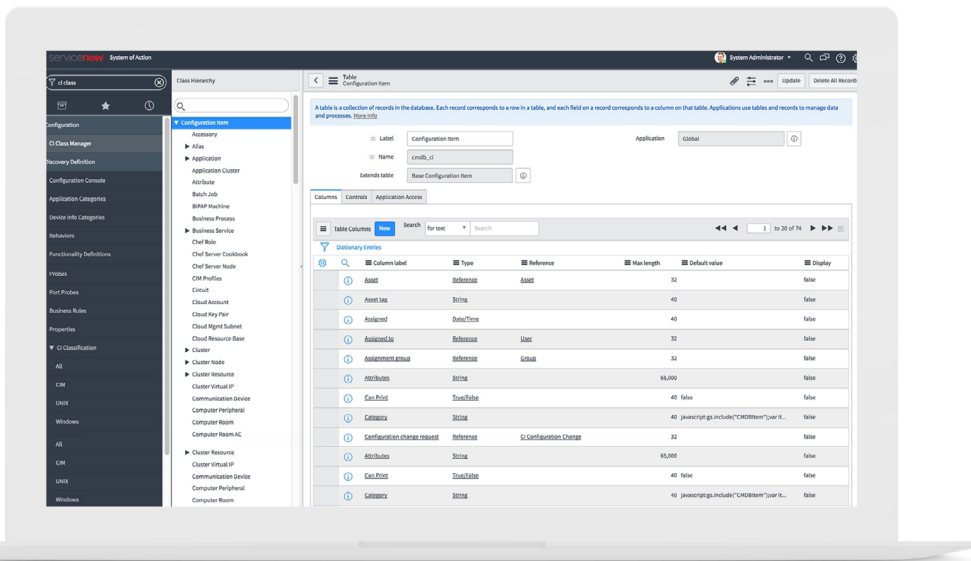 servicenow System of Action
System Administrator
ci class
Configuration
CI Class Manager
Discovery Definition
Configuration Console
Application Categories
Device Info Categories
Behaviors
Functionality Definitions
Probes
Port Probes
Business Rules
Properties
CI Classification
All
CIM
UNIX
Windows
All
CIM
UNIX
Windows
Class Hierarchy
Configuration Item
Accessory
Alias
Application
Application Cluster
Attribute
Batch Job
BIPAP Machine
Business Process
Business Service
Chef Role
Chef Server Cookbook
Chef Server Node
CIM Profiles
Circuit
Cloud Account
Cloud Key Pair
Cloud Mgmt Subnet
Cloud Resource Base
Cluster
Cluster Node
Cluster Resource
Cluster Virtual IP
Communication Device
Computer Peripheral
Computer Room
Computer Room AC
Cluster Resource
Cluster Virtual IP
Communication Device
Computer Peripheral
Computer Room
Table
Configuration Item
Update Delete All Records
A table is a collection of records in the database. Each record corresponds to a row in a table, and each field on a record corresponds to a column on that table. Applications use tables and records to manage data
and processes. More Info
Label Configuration Item Application Global
Name cmdb_ci
Extends table Base Configuration Item
Columns Controls Application Access
Table Columns New Search for text Search 1 to 20 of 74
Dictionary Entries
Column label Type Reference Max length Default value Display
Asset Reference Asset 32 false
Asset tag String 40 false
Assigned Date/Time 40 false
Assigned to Reference User 32 false
Assignment group Reference Group 32 false
Attributes String 65,000 false
Can Print True/False 40 false false
Category String 40 javascript:gs.include("CMDBItem");var it... false
Configuration change request Reference CI Configuration Change 32 false
Attributes String 65,000 false
Can Print True/False 40 false false
Category String 40 javascript:gs.include("CMDBItem");var it... false